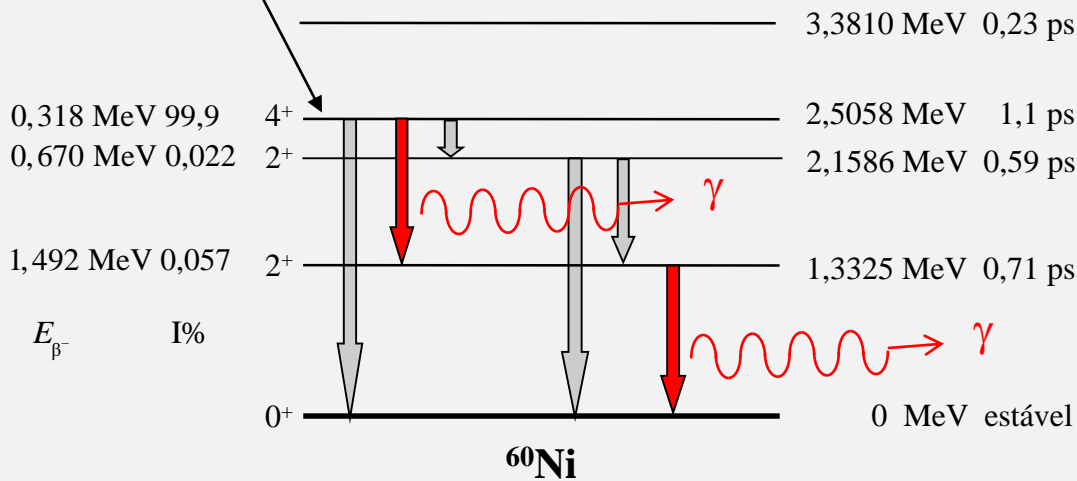 3,3810 MeV 0,23 ps
0,318 MeV 99,9 4⁺ 2,5058 MeV 1,1 ps
0,670 MeV 0,022 2⁺ 2,1586 MeV 0,59 ps
γ
1,492 MeV 0,057 2⁺ 1,3325 MeV 0,71 ps
E_β⁻ I%
γ
0⁺ 0 MeV estável
⁶⁰Ni